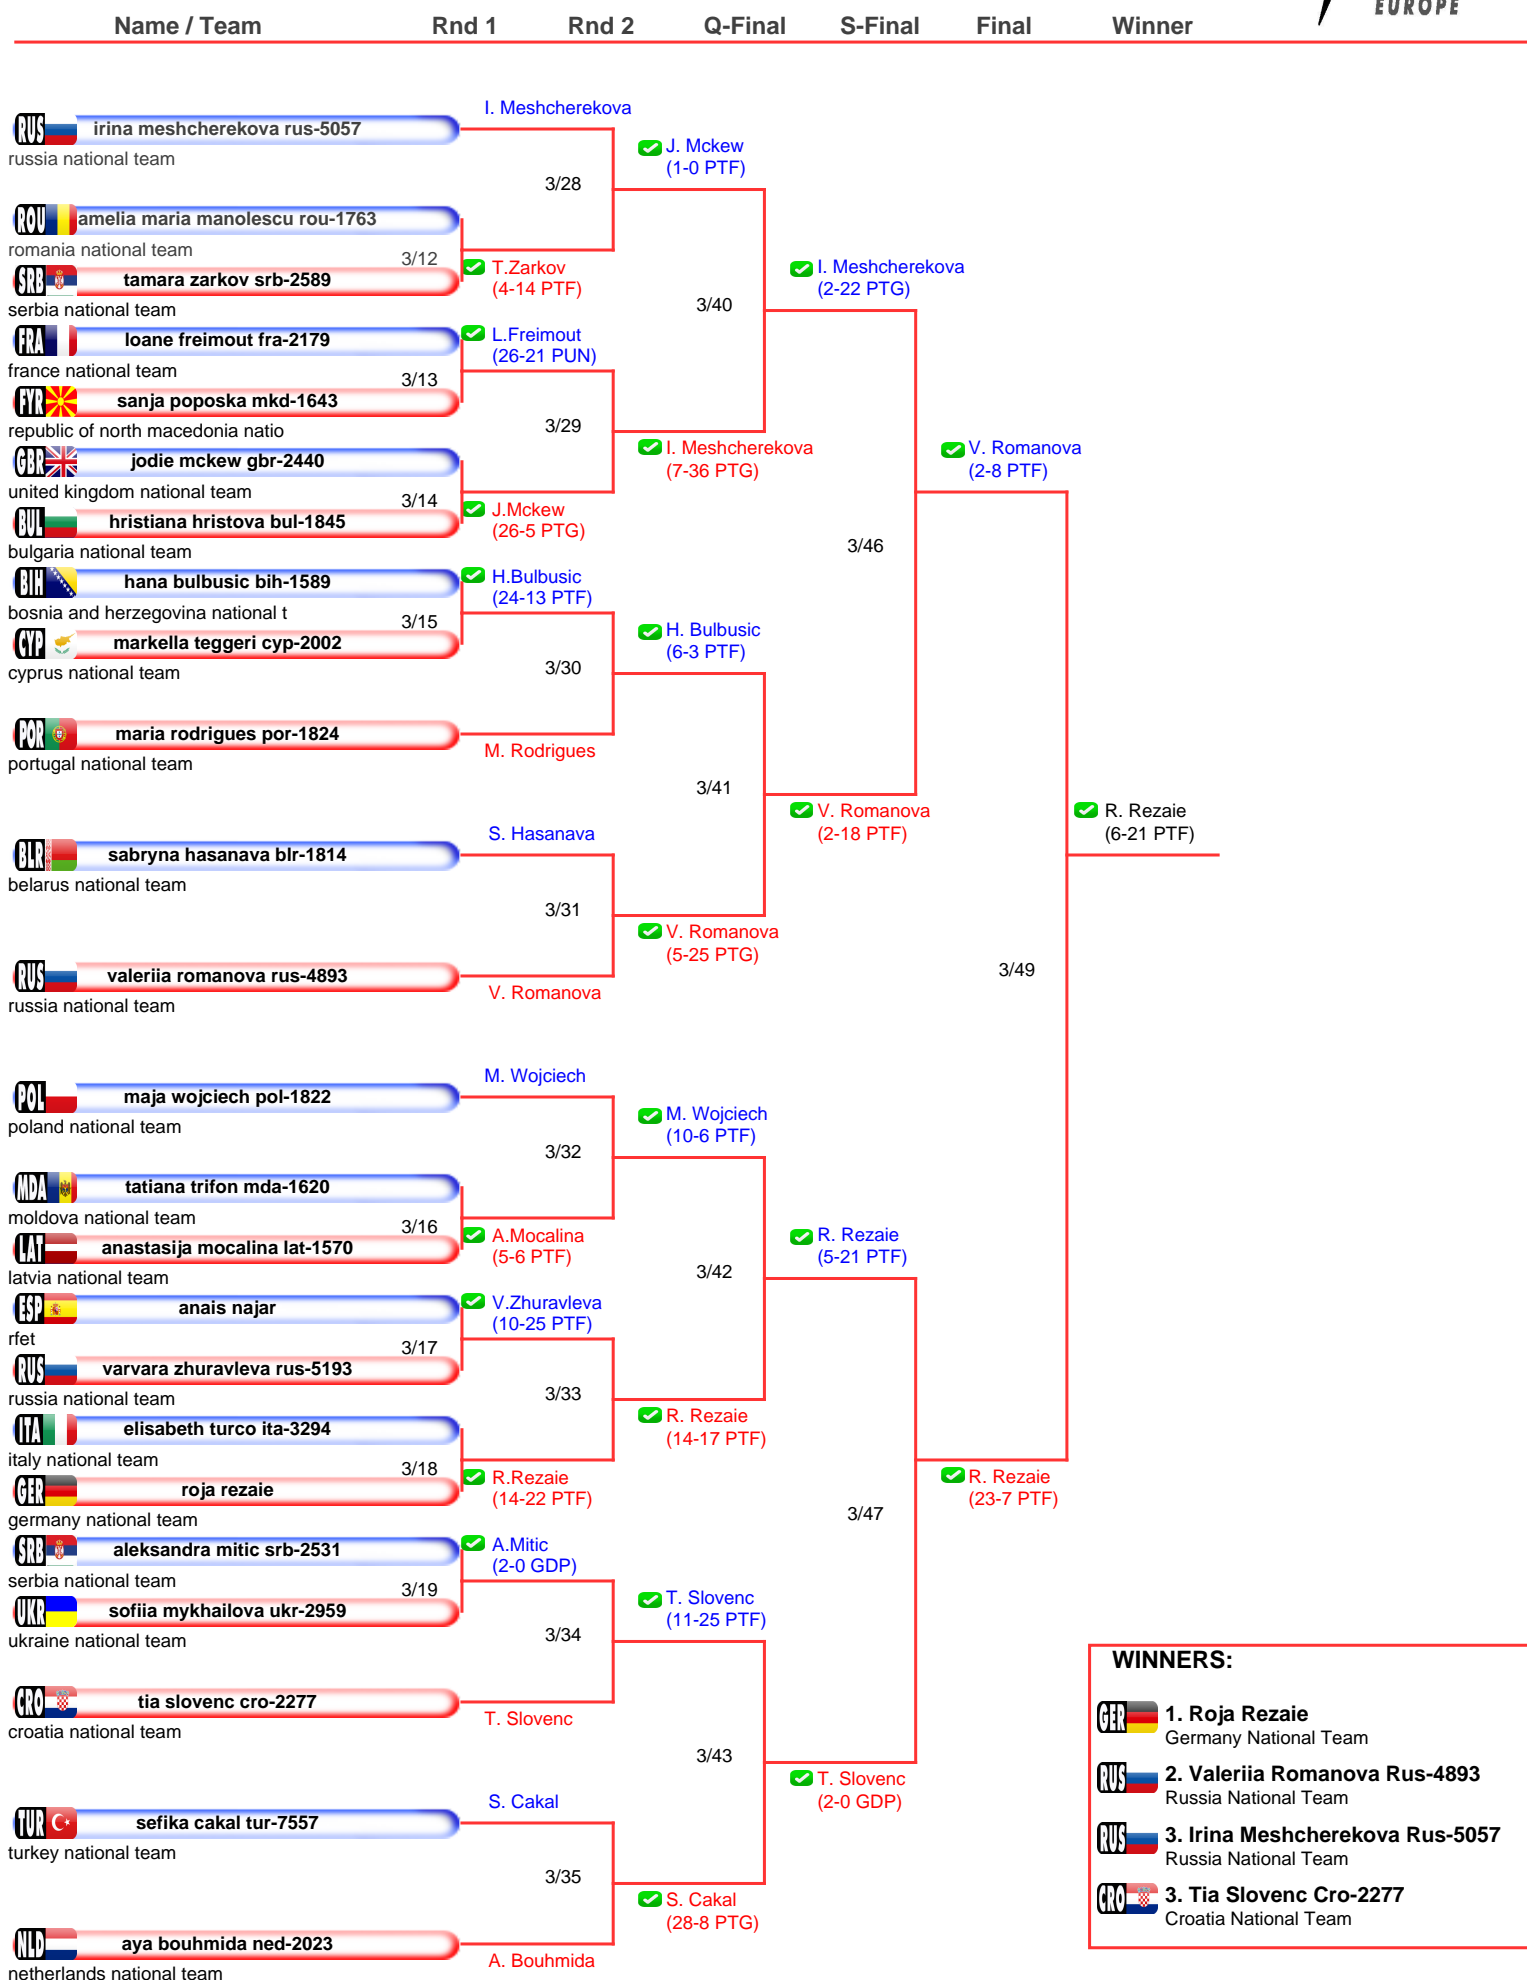 EUROPE
Name / Team Rnd 1 Rnd 2 Q-Final S-Final Final Winner
I. Meshcherekova
RUS irina meshcherekova rus-5057
russia national team
J. Mckew
(1-0 PTF)
3/28
ROU amelia maria manolescu rou-1763
romania national team
3/12
T.Zarkov
(4-14 PTF)
SRB tamara zarkov srb-2589
serbia national team
I. Meshcherekova
(2-22 PTG)
3/40
FRA loane freimout fra-2179
france national team
L.Freimout
(26-21 PUN)
3/13
FYR sanja poposka mkd-1643
republic of north macedonia natio
3/29
I. Meshcherekova
(7-36 PTG)
V. Romanova
(2-8 PTF)
GBR jodie mckew gbr-2440
united kingdom national team
3/14
J.Mckew
(26-5 PTG)
BUL hristiana hristova bul-1845
bulgaria national team
3/46
BIH hana bulbusic bih-1589
bosnia and herzegovina national t
H.Bulbusic
(24-13 PTF)
3/15
CYP markella teggeri cyp-2002
cyprus national team
H. Bulbusic
(6-3 PTF)
3/30
POR maria rodrigues por-1824
portugal national team
M. Rodrigues
3/41
V. Romanova
(2-18 PTF)
R. Rezaie
(6-21 PTF)
S. Hasanava
BLR sabryna hasanava blr-1814
belarus national team
3/31
V. Romanova
(5-25 PTG)
3/49
RUS valeriia romanova rus-4893
russia national team
V. Romanova
M. Wojciech
POL maja wojciech pol-1822
poland national team
M. Wojciech
(10-6 PTF)
3/32
MDA tatiana trifon mda-1620
moldova national team
3/16
A.Mocalina
(5-6 PTF)
LAT anastasija mocalina lat-1570
latvia national team
R. Rezaie
(5-21 PTF)
3/42
ESP anais najar
rfet
V.Zhuravleva
(10-25 PTF)
3/17
RUS varvara zhuravleva rus-5193
russia national team
3/33
R. Rezaie
(14-17 PTF)
ITA elisabeth turco ita-3294
italy national team
3/18
R.Rezaie
(14-22 PTF)
R. Rezaie
(23-7 PTF)
GER roja rezaie
germany national team
3/47
SRB aleksandra mitic srb-2531
serbia national team
A.Mitic
(2-0 GDP)
3/19
UKR sofiia mykhailova ukr-2959
ukraine national team
T. Slovenc
(11-25 PTF)
3/34
CRO tia slovenc cro-2277
croatia national team
T. Slovenc
3/43
T. Slovenc
(2-0 GDP)
S. Cakal
TUR sefika cakal tur-7557
turkey national team
3/35
S. Cakal
(28-8 PTG)
NLD aya bouhmida ned-2023
netherlands national team
A. Bouhmida
WINNERS:
GER 1. Roja Rezaie
Germany National Team
RUS 2. Valeriia Romanova Rus-4893
Russia National Team
RUS 3. Irina Meshcherekova Rus-5057
Russia National Team
CRO 3. Tia Slovenc Cro-2277
Croatia National Team